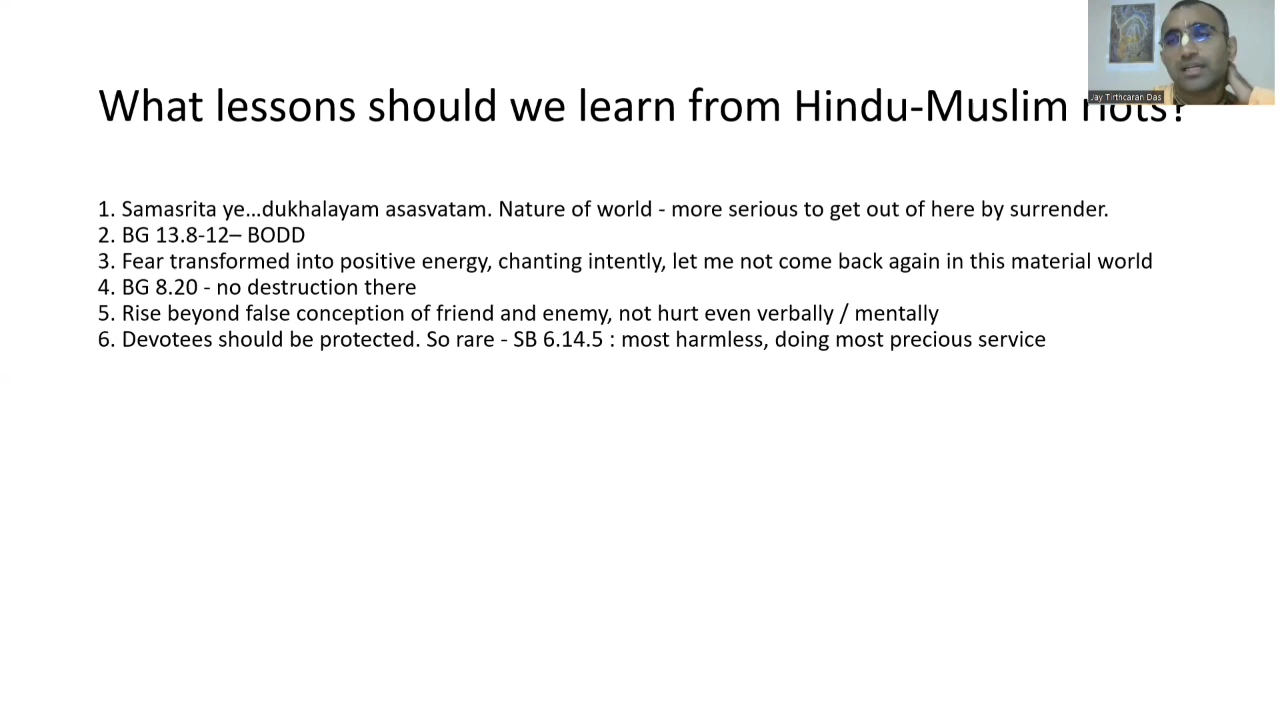 What lessons should we learn from Hindu-Muslim riots?
Jay Tirthcaran Das
1. Samasrita ye...dukhalayam asasvatam. Nature of world - more serious to get out of here by surrender.
2. BG 13.8-12– BODD
3. Fear transformed into positive energy, chanting intently, let me not come back again in this material world
4. BG 8.20 - no destruction there
5. Rise beyond false conception of friend and enemy, not hurt even verbally / mentally
6. Devotees should be protected. So rare - SB 6.14.5 : most harmless, doing most precious service